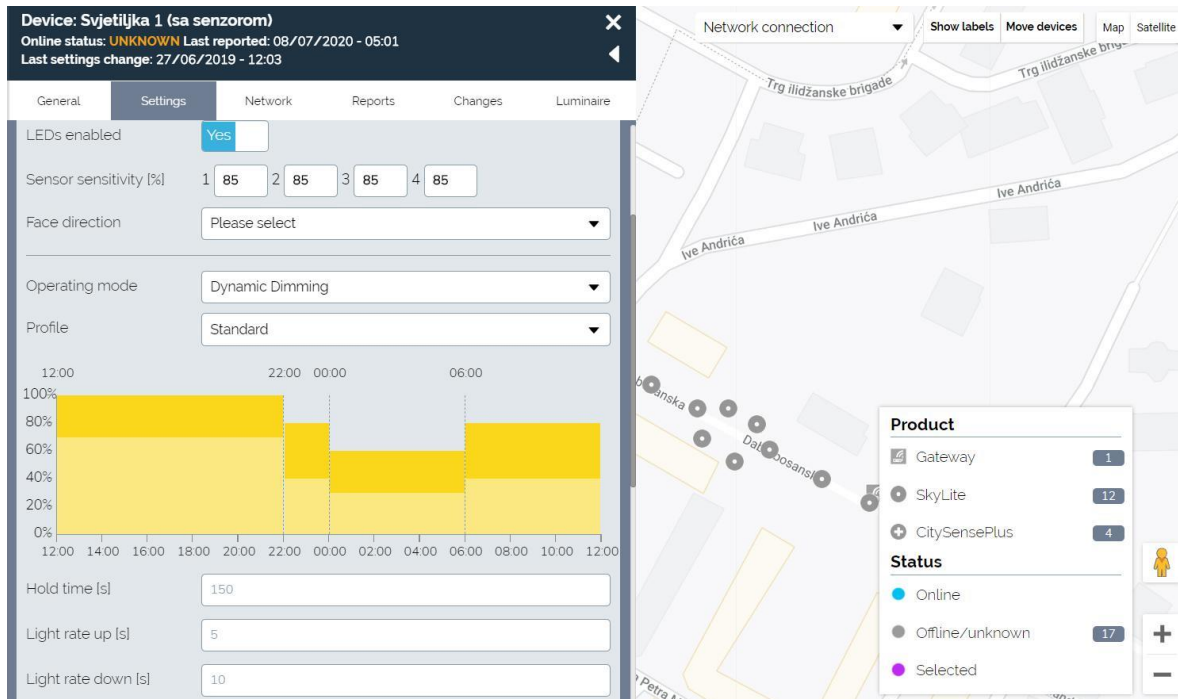 Device: Svjetiljka 1 (sa senzorom)
Online status: UNKNOWN Last reported: 08/07/2020 - 05:01
Last settings change: 27/06/2019 - 12:03
General Settings Network Reports Changes Luminaire
LEDs enabled Yes
Sensor sensitivity [%] 1 85 2 85 3 85 4 85
Face direction Please select
Operating mode Dynamic Dimming
Profile Standard
12:00 22:00 00:00 06:00
100%
80%
60%
40%
20%
0%
12:00 14:00 16:00 18:00 20:00 22:00 00:00 02:00 04:00 06:00 08:00 10:00 12:00
Hold time [s] 150
Light rate up [s] 5
Light rate down [s] 10
Network connection Show labels Move devices Map Satellite
Trg ilidžanske brigade
Trg ilidžanske
Ive Andrića
Ive Andrića
Ive Andrića
Product
Gateway 1
SkyLite 12
CitySensePlus 4
Status
Online
Offline/unknown 17
Selected
+
−